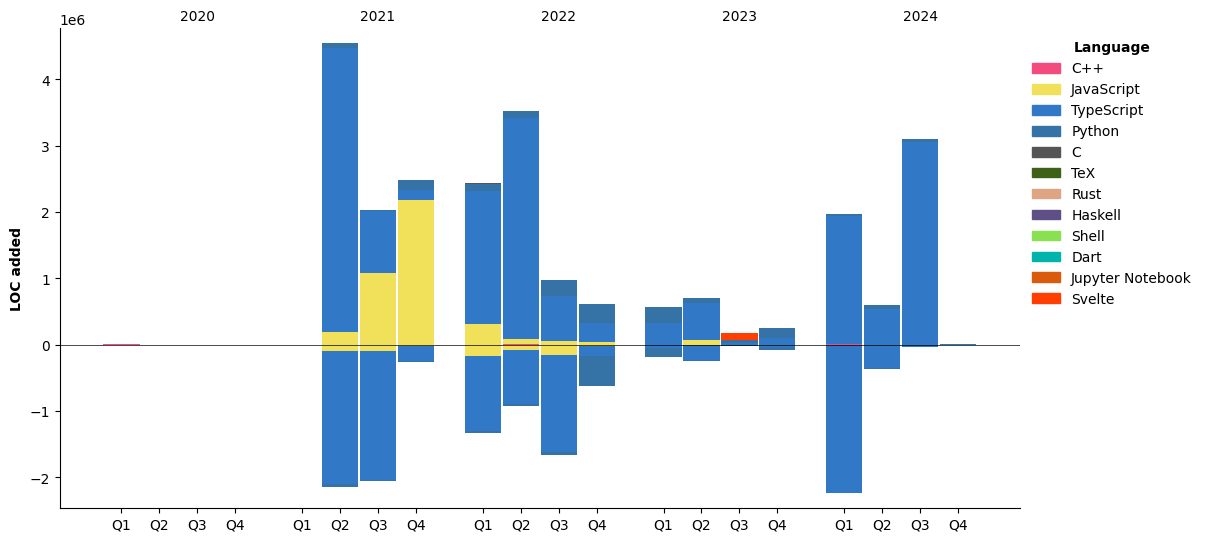 1e6
2020 2021 2022 2023 2024
LOC added
4
3
2
1
0
−1
−2
Q1 Q2 Q3 Q4 Q1 Q2 Q3 Q4 Q1 Q2 Q3 Q4 Q1 Q2 Q3 Q4 Q1 Q2 Q3 Q4
Language
C++
JavaScript
TypeScript
Python
C
TeX
Rust
Haskell
Shell
Dart
Jupyter Notebook
Svelte